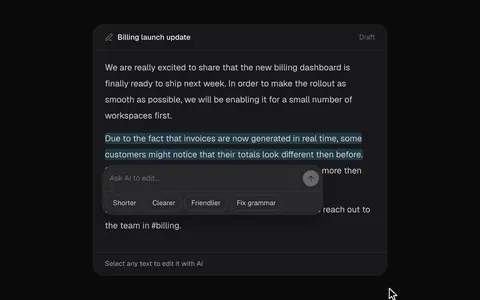 Billing launch update
Draft
We are really excited to share that the new billing dashboard is
finally ready to ship next week. In order to make the rollout as
smooth as possible, we will be enabling it for a small number of
workspaces first.
Due to the fact that invoices are now generated in real time, some
customers might notice that their totals look different then before.
more then
Ask AI to edit...
Shorter
Clearer
Friendlier
Fix grammar
reach out to
the team in #billing.
Select any text to edit it with AI